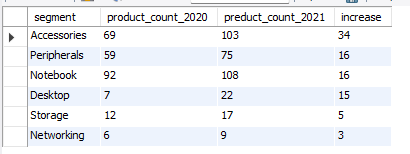 segment product_count_2020 preduct_count_2021 increase
Accessories 69 103 34
Peripherals 59 75 16
Notebook 92 108 16
Desktop 7 22 15
Storage 12 17 5
Networking 6 9 3